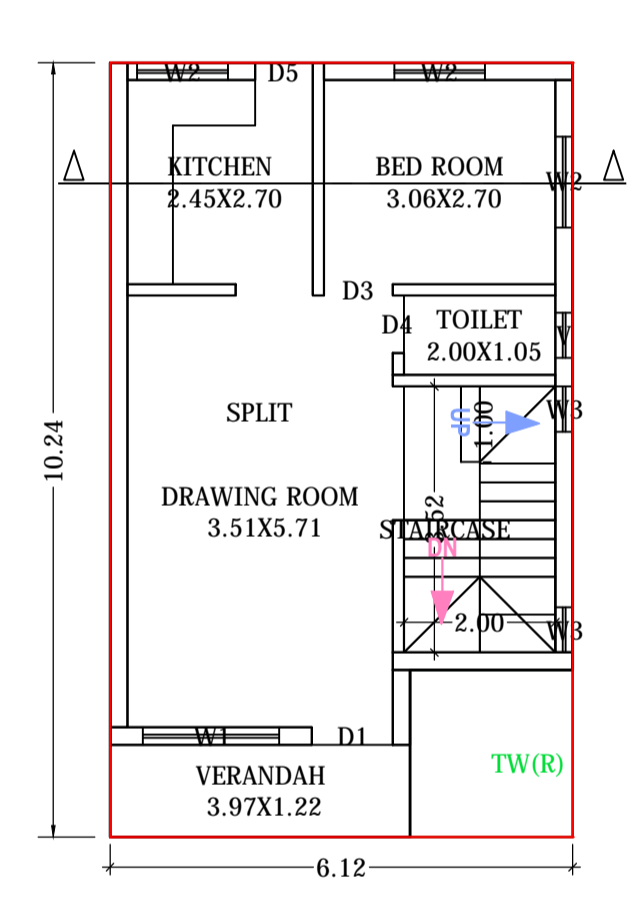 W2
D5
W2
KITCHEN
2.45X2.70
BED ROOM
3.06X2.70
W2
D3
D4
TOILET
2.00X1.05
V
SPLIT
UP
1.00
W3
10.24
DRAWING ROOM
3.51X5.71
3.52
STAIRCASE
DN
2.00
W3
W1
D1
VERANDAH
3.97X1.22
TW(R)
6.12